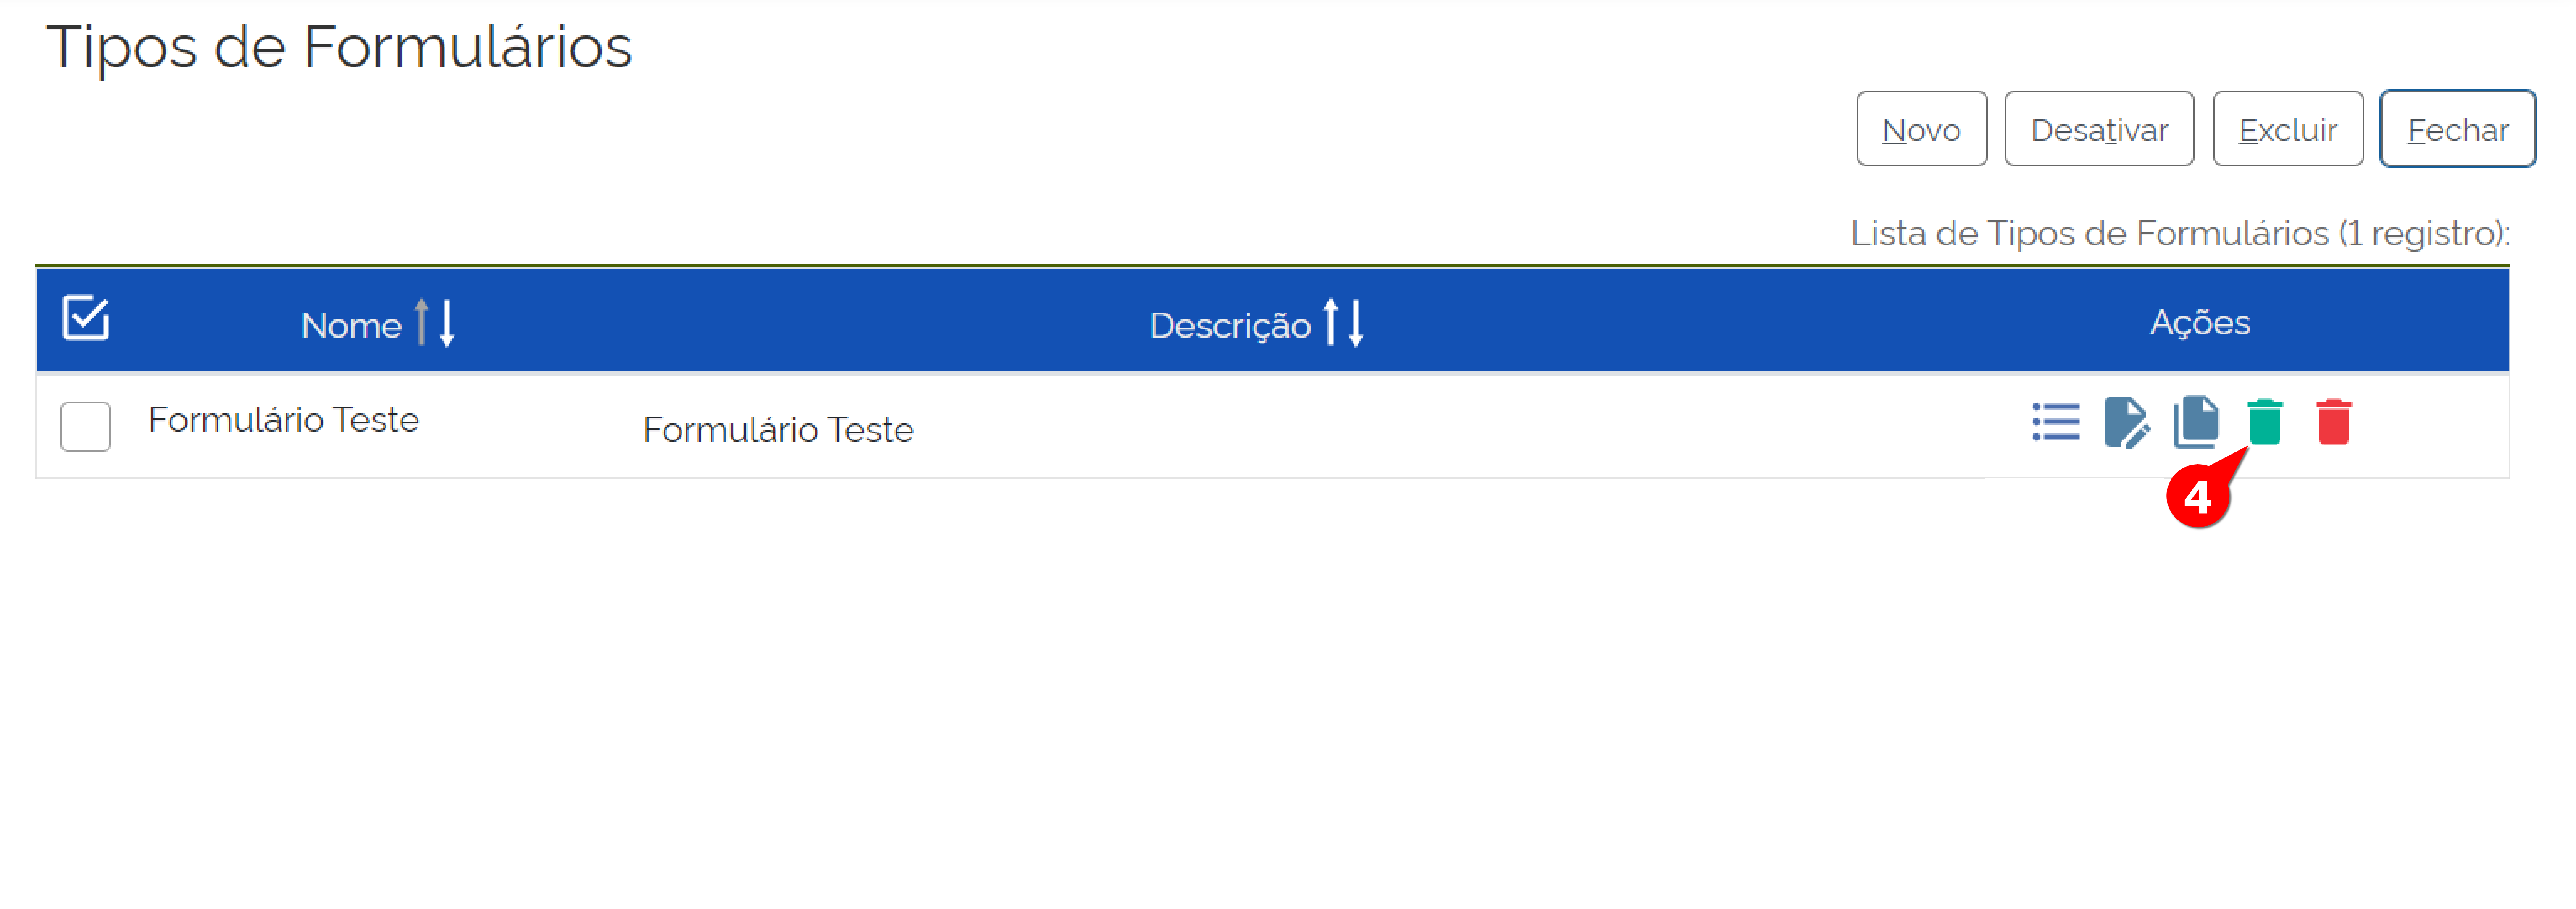 Tipos de Formulários
Novo Desativar Excluir Fechar
Lista de Tipos de Formulários (1 registro):
Nome Descrição Ações
Formulário Teste Formulário Teste
4